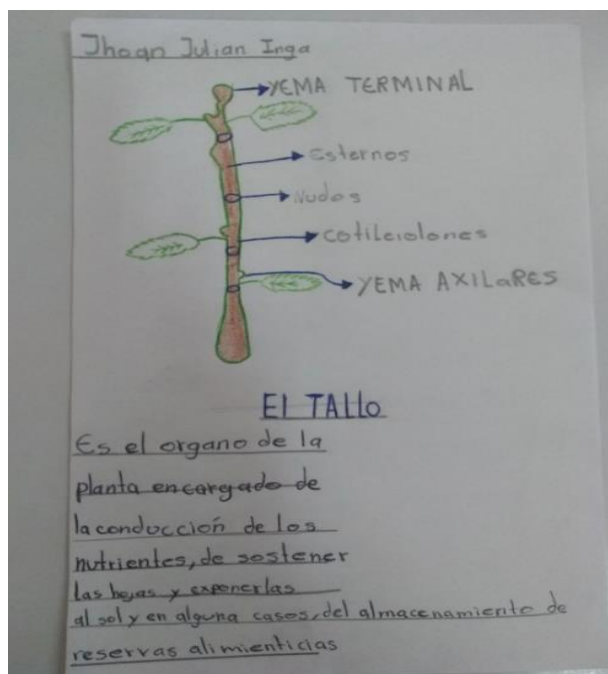 Jhoan Julian Inga
YEMA TERMINAL
Esternos
Nudos
cotileiolones
YEMA AXILaRES
El TALLO
Es el organo de la
planta encargado de
la conducción de los
nutrientes, de sostener
las hojas y exponerlas
al sol y en alguna casos, del almacenamiento de
reservas alimienticias